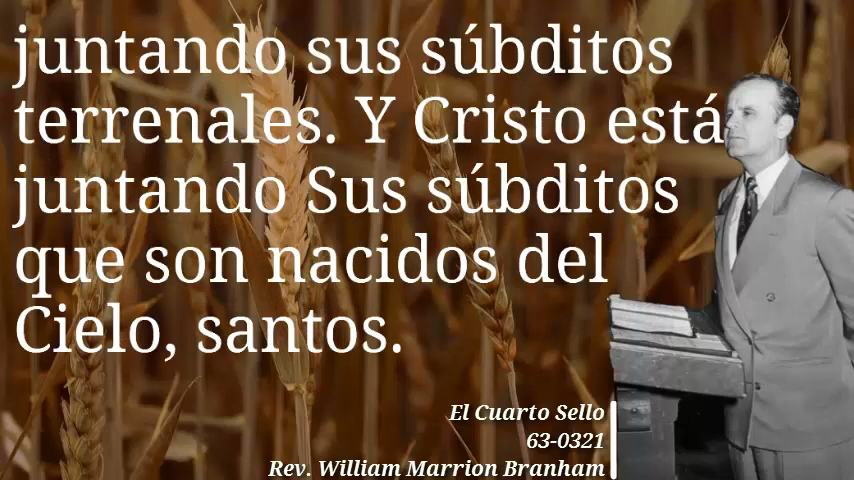 juntando sus súbditos
terrenales. Y Cristo está
juntando Sus súbditos
que son nacidos del
Cielo, santos.
El Cuarto Sello
63-0321
Rev. William Marrion Branham